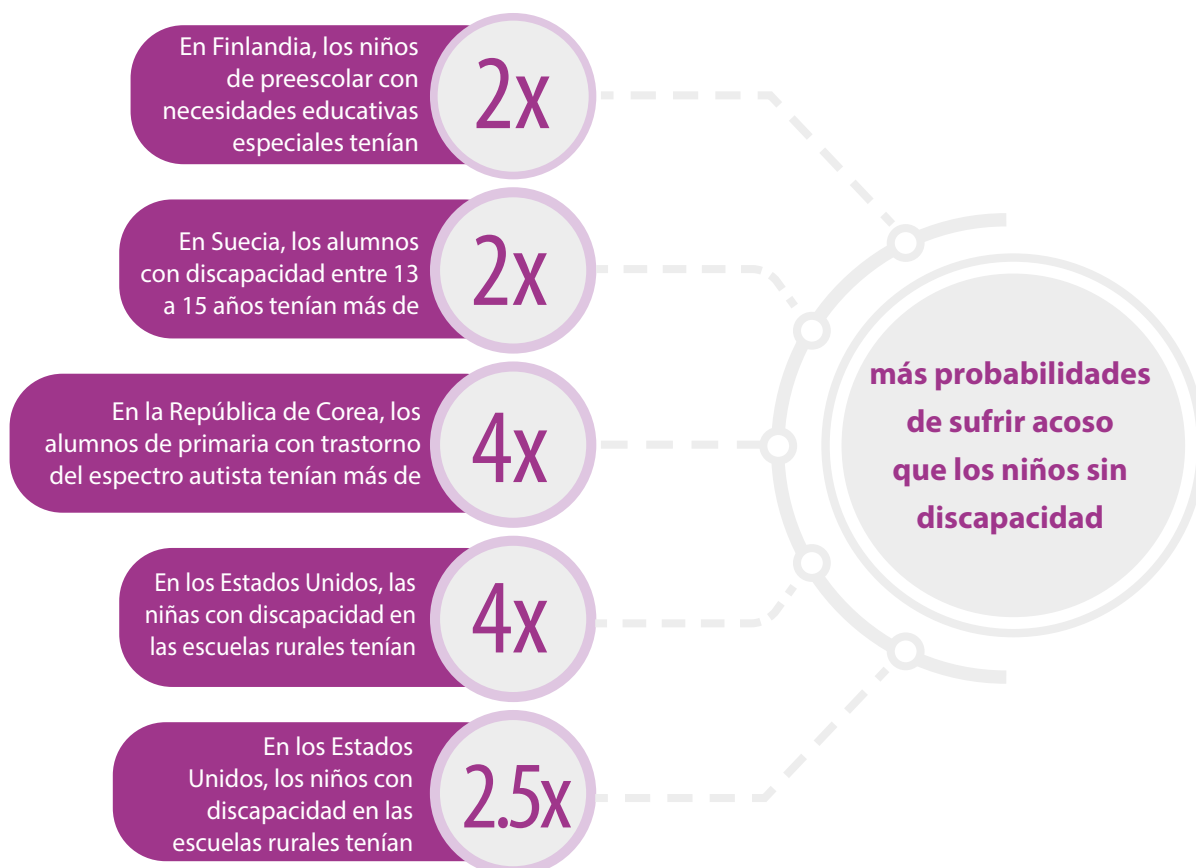 En Finlandia, los niños
de preescolar con
necesidades educativas
especiales tenían
2x
En Suecia, los alumnos
con discapacidad entre 13
a 15 años tenían más de
2x
En la República de Corea, los
alumnos de primaria con trastorno
del espectro autista tenían más de
4x
En los Estados Unidos, las
niñas con discapacidad en
las escuelas rurales tenían
4x
En los Estados
Unidos, los niños con
discapacidad en las
escuelas rurales tenían
2.5x
más probabilidades
de sufrir acoso
que los niños sin
discapacidad